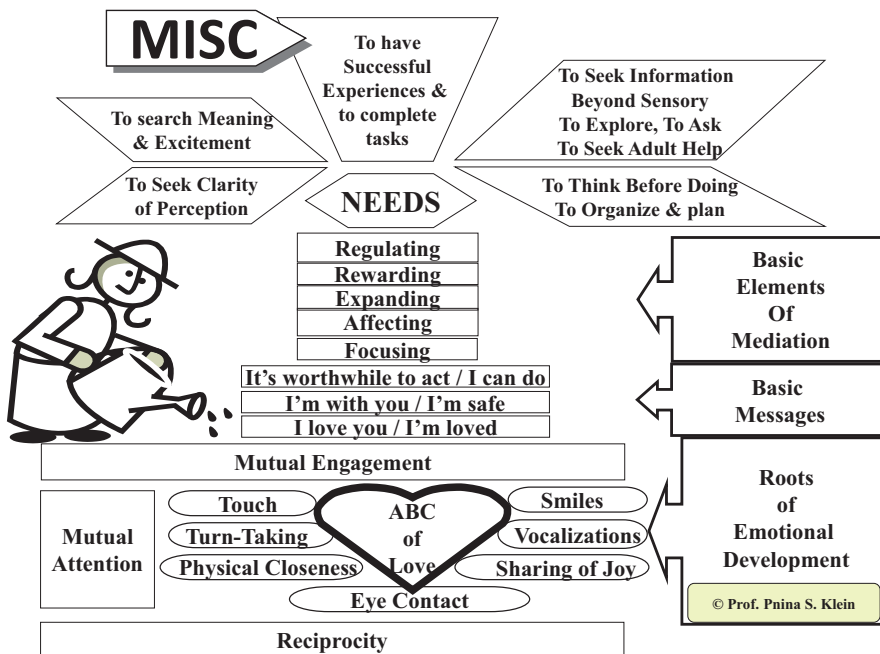 MISC
To have
Successful
Experiences &
to complete
tasks
To search Meaning
& Excitement
To Seek Information
Beyond Sensory
To Explore, To Ask
To Seek Adult Help
To Seek Clarity
of Perception
NEEDS
To Think Before Doing
To Organize & plan
Regulating
Rewarding
Expanding
Affecting
Focusing
Basic
Elements
Of
Mediation
It's worthwhile to act / I can do
I'm with you / I'm safe
I love you / I'm loved
Basic
Messages
Mutual Engagement
Mutual
Attention
Touch
Turn-Taking
Physical Closeness
ABC
of
Love
Smiles
Vocalizations
Sharing of Joy
Eye Contact
Roots
of
Emotional
Development
© Prof. Pnina S. Klein
Reciprocity